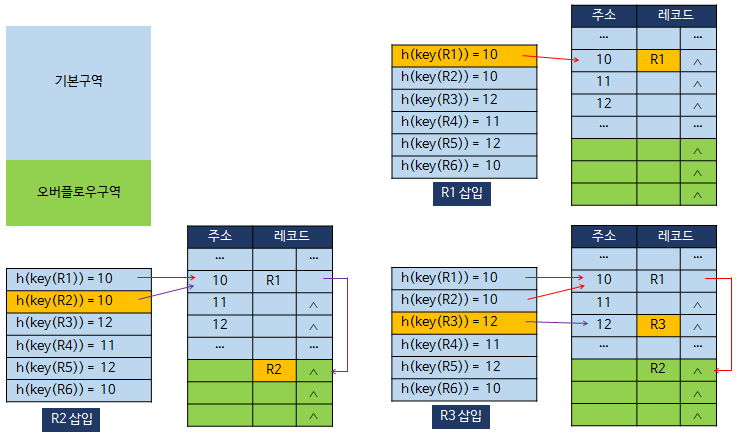 기본구역
오버플로우구역
h(key(R1)) = 10
h(key(R2)) = 10
h(key(R3)) = 12
h(key(R4)) = 11
h(key(R5)) = 12
h(key(R6)) = 10
R1 삽입
주소 레코드
... ...
10 R1 ^
11 ^
12 ^
... ...
^
^
^
h(key(R1)) = 10
h(key(R2)) = 10
h(key(R3)) = 12
h(key(R4)) = 11
h(key(R5)) = 12
h(key(R6)) = 10
R2 삽입
주소 레코드
... ...
10 R1
11 ^
12 ^
... ...
R2 ^
^
^
h(key(R1)) = 10
h(key(R2)) = 10
h(key(R3)) = 12
h(key(R4)) = 11
h(key(R5)) = 12
h(key(R6)) = 10
R3 삽입
주소 레코드
... ...
10 R1
11 ^
12 R3 ^
... ...
R2 ^
^
^